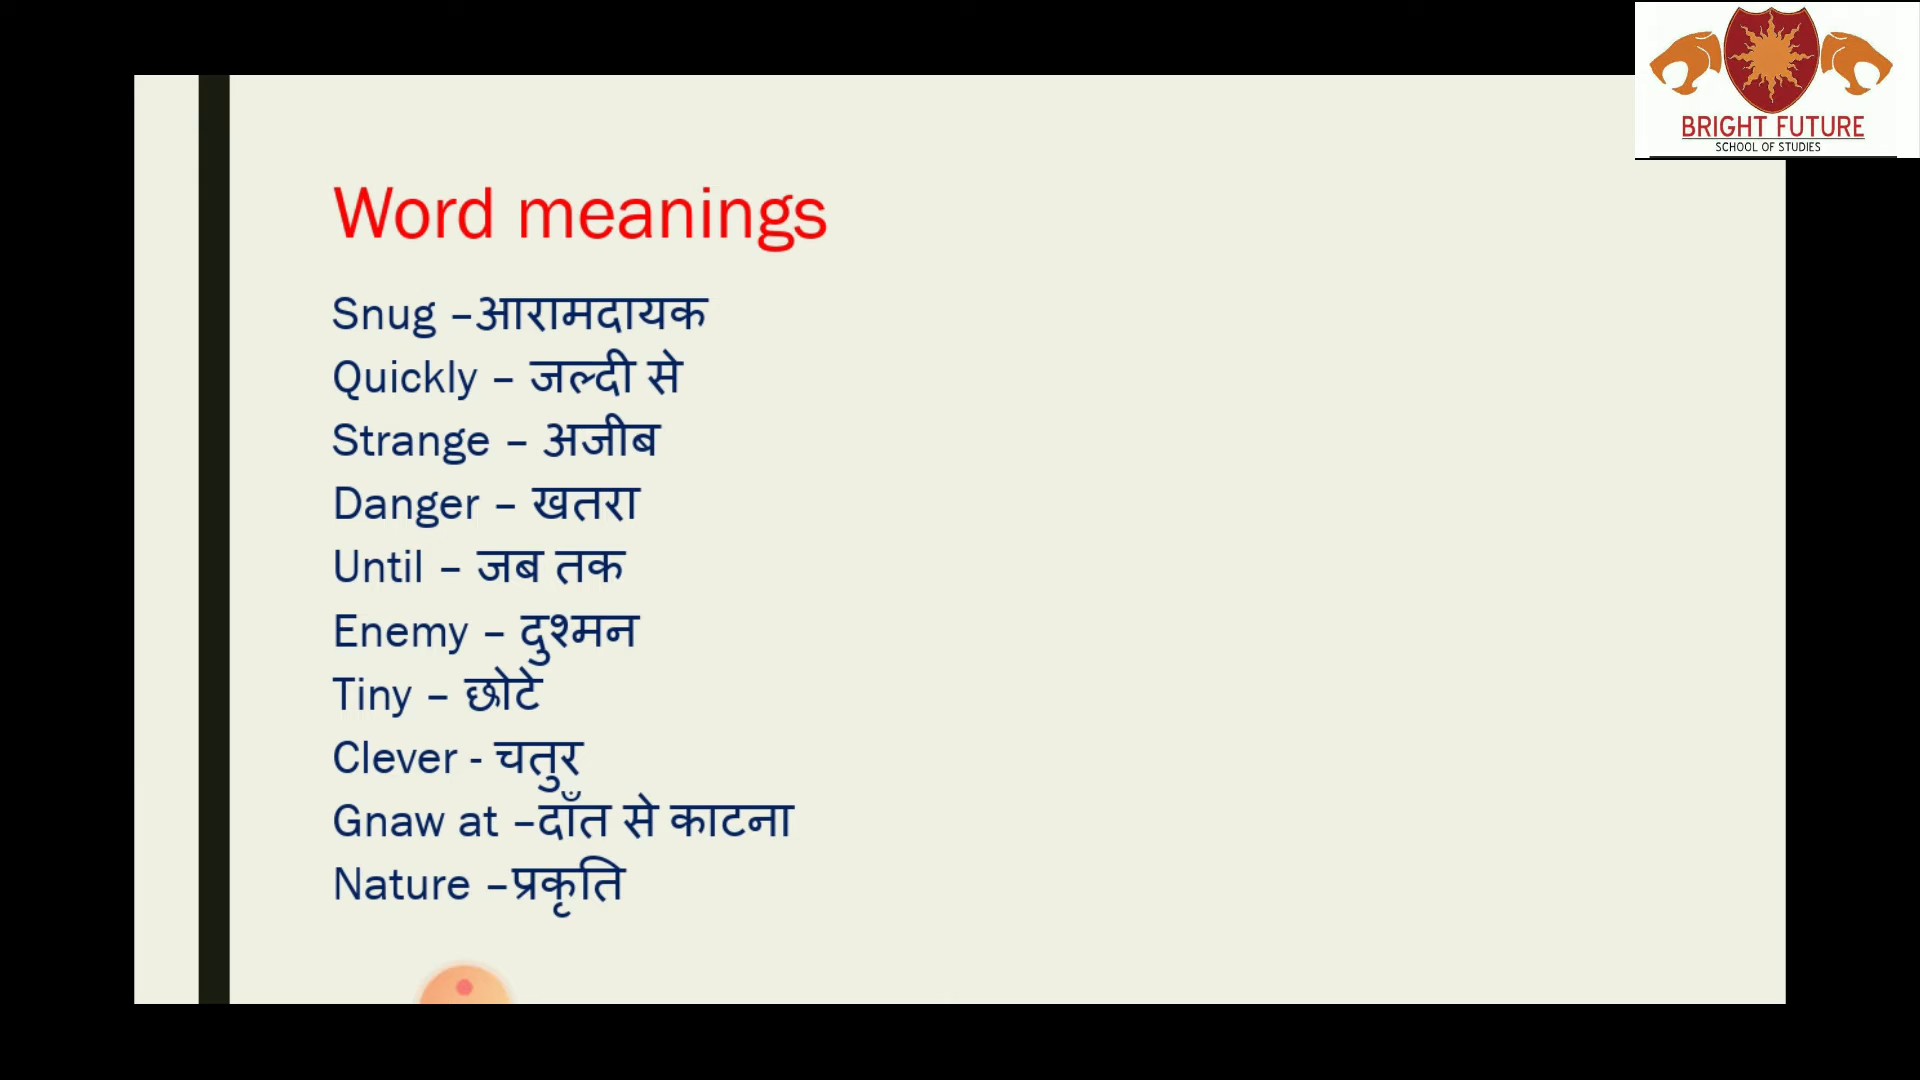 BRIGHT FUTURE
SCHOOL OF STUDIES
Word meanings
Snug –आरामदायक
Quickly – जल्दी से
Strange – अजीब
Danger – खतरा
Until – जब तक
Enemy – दुश्मन
Tiny – छोटे
Clever - चतुर
Gnaw at –दाँत से काटना
Nature –प्रकृति